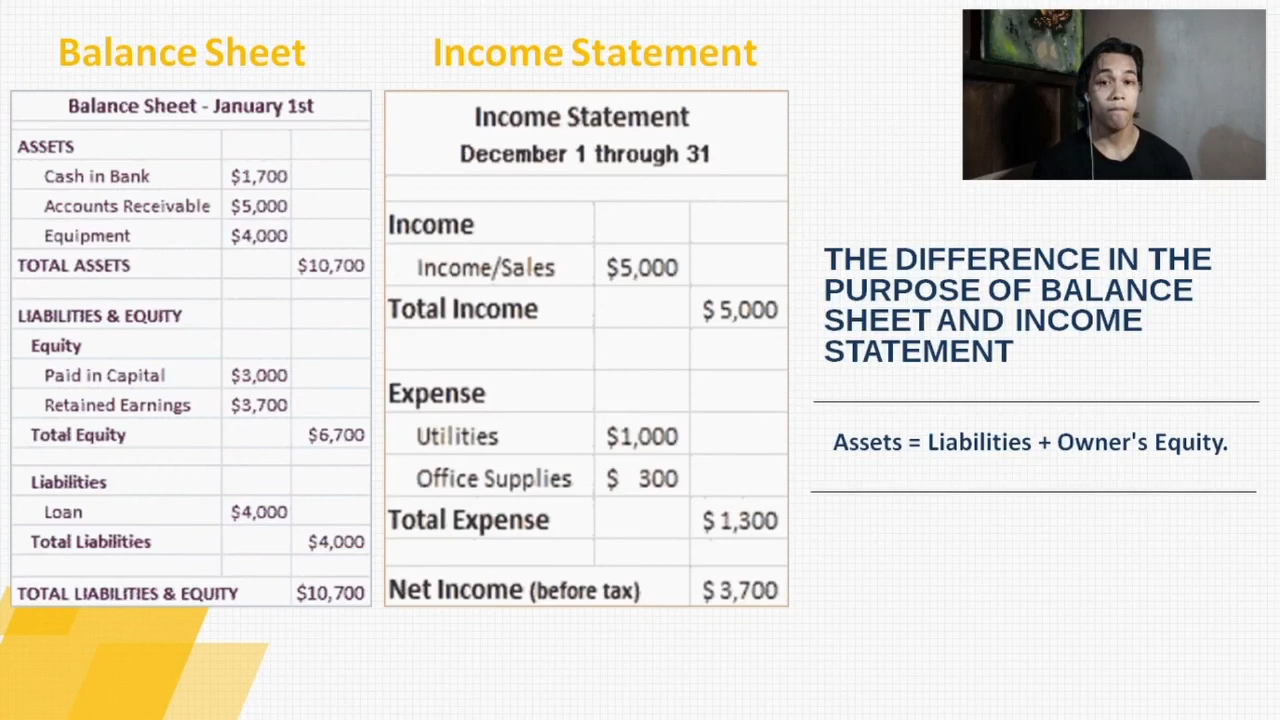 Balance Sheet
Balance Sheet - January 1st
ASSETS
Cash in Bank $1,700
Accounts Receivable $5,000
Equipment $4,000
TOTAL ASSETS $10,700
LIABILITIES & EQUITY
Equity
Paid in Capital $3,000
Retained Earnings $3,700
Total Equity $6,700
Liabilities
Loan $4,000
Total Liabilities $4,000
TOTAL LIABILITIES & EQUITY $10,700
Income Statement
Income Statement
December 1 through 31
Income
Income/Sales $5,000
Total Income $ 5,000
Expense
Utilities $1,000
Office Supplies $ 300
Total Expense $ 1,300
Net Income (before tax) $ 3,700
THE DIFFERENCE IN THE
PURPOSE OF BALANCE
SHEET AND INCOME
STATEMENT
Assets = Liabilities + Owner's Equity.